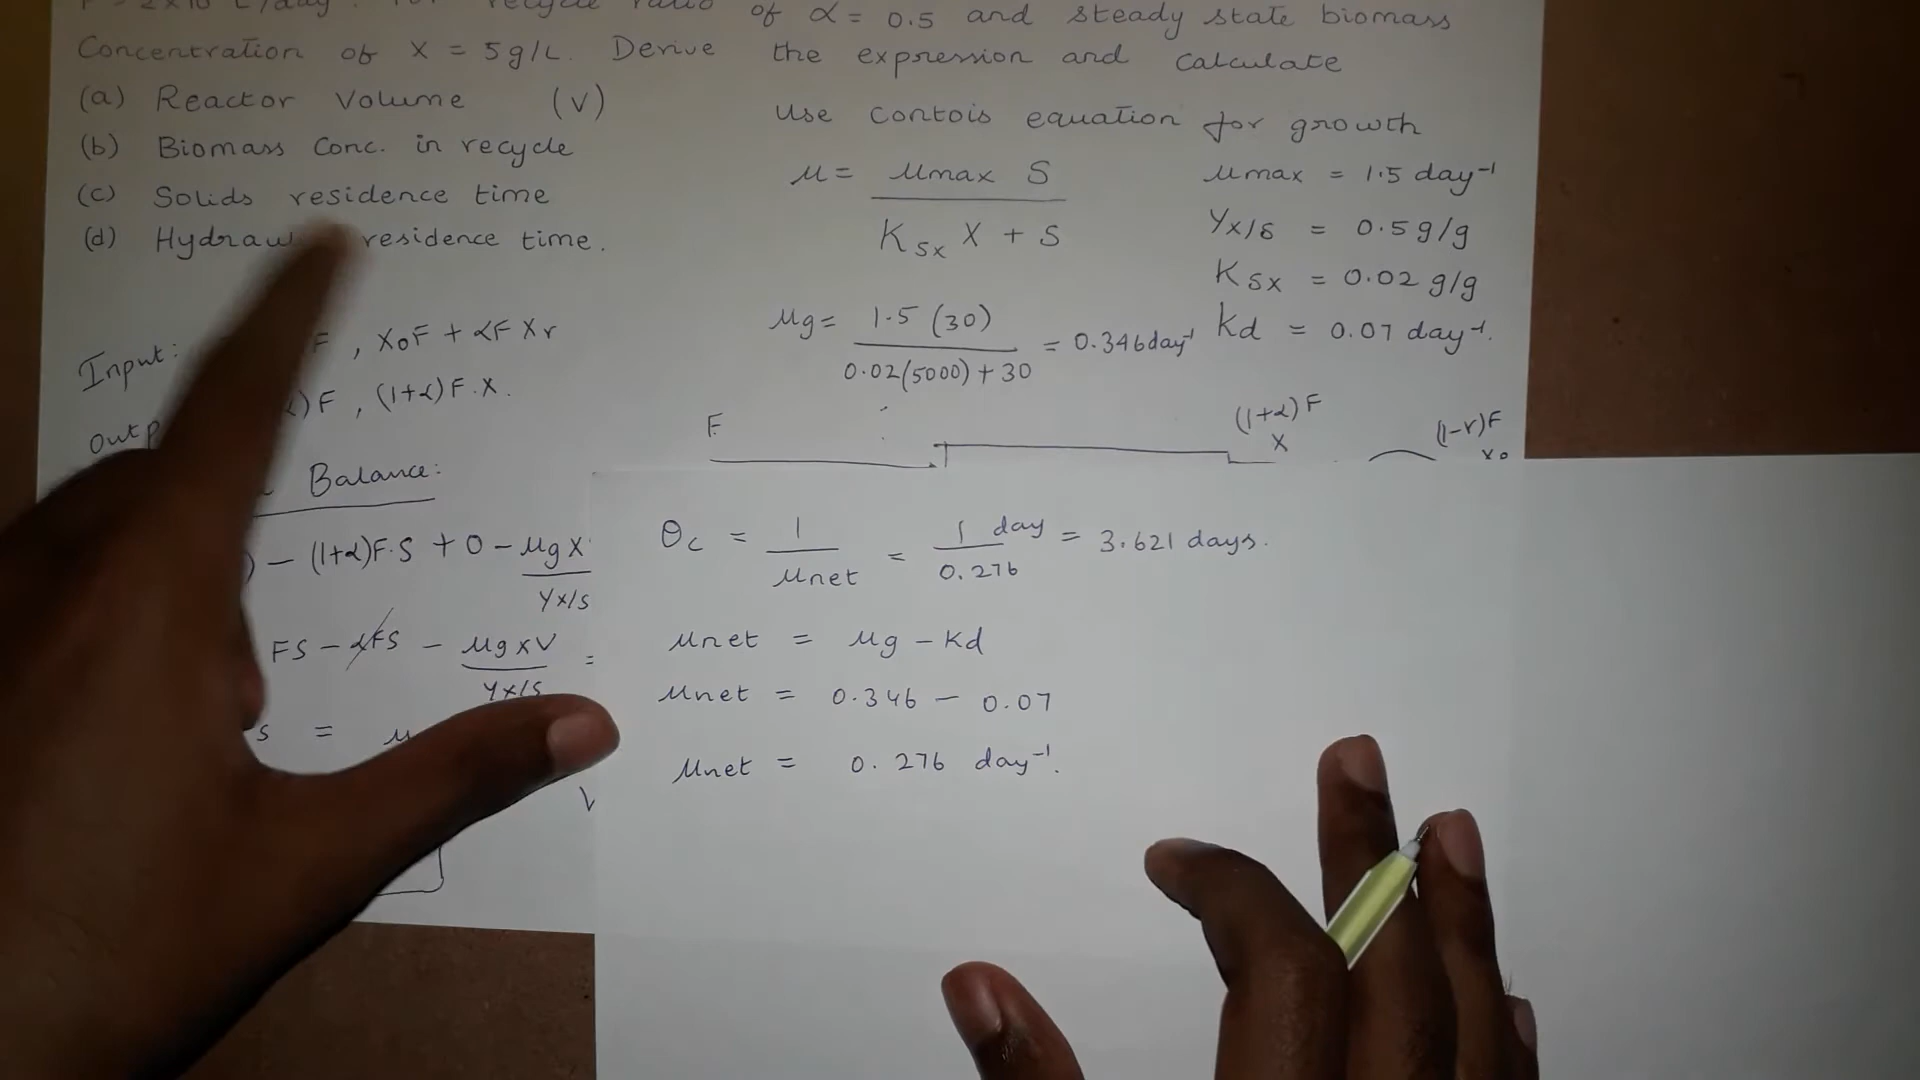 recycle ratio of α = 0.5 and steady state biomass
Concentration of X = 5g/L. Derive the expression and calculate
(a) Reactor Volume (V)
(b) Biomass Conc. in recycle
(c) Solids residence time
(d) residence time.
Use Contois equation for growth
μ = μmax S / Ksx X + S
μmax = 1.5 day⁻¹
Yx/s = 0.5 g/g
Ksx = 0.02 g/g
kd = 0.07 day⁻¹.
μg = 1.5 (30) / 0.02(5000) + 30 = 0.346 day⁻¹
Input: F , X₀F + αF Xr
)F , (1+α)F.X.
Balance:
) – (1+α)F.S + 0 – μg X / Yx/s
FS – αFS – μg X V / Yx/s =
S = μ
V
F
(1+α)F
X
(1-r)F
X₀
θc = 1 / μnet = 1 day / 0.276 = 3.621 days.
μnet = μg – kd
μnet = 0.346 – 0.07
μnet = 0.276 day⁻¹.